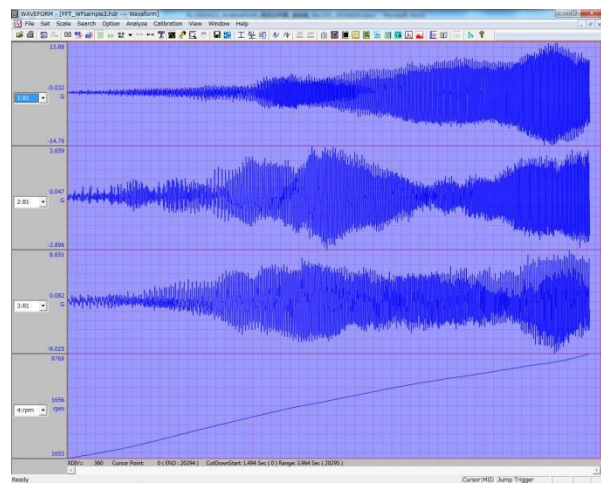 WAVEFORM - [FFT_WFsample3.hdr --- Waveform]
File Set Scale Search Option Analyze Calibration View Window Help
13.88
-0.032
1:01 G
-14.79
3.659
0.047
2:01 G
-3.896
8.651
0.082
3:01 G
-9.025
9789
1656
4:rpm rpm
1653
XDIV= 360 Cursor Point: 0 ( END : 20294 ) CutDownStart: 1.494 Sec ( 0 ) Range: 3.964 Sec ( 20295 )
Ready Cursor:MID Jump Trigger